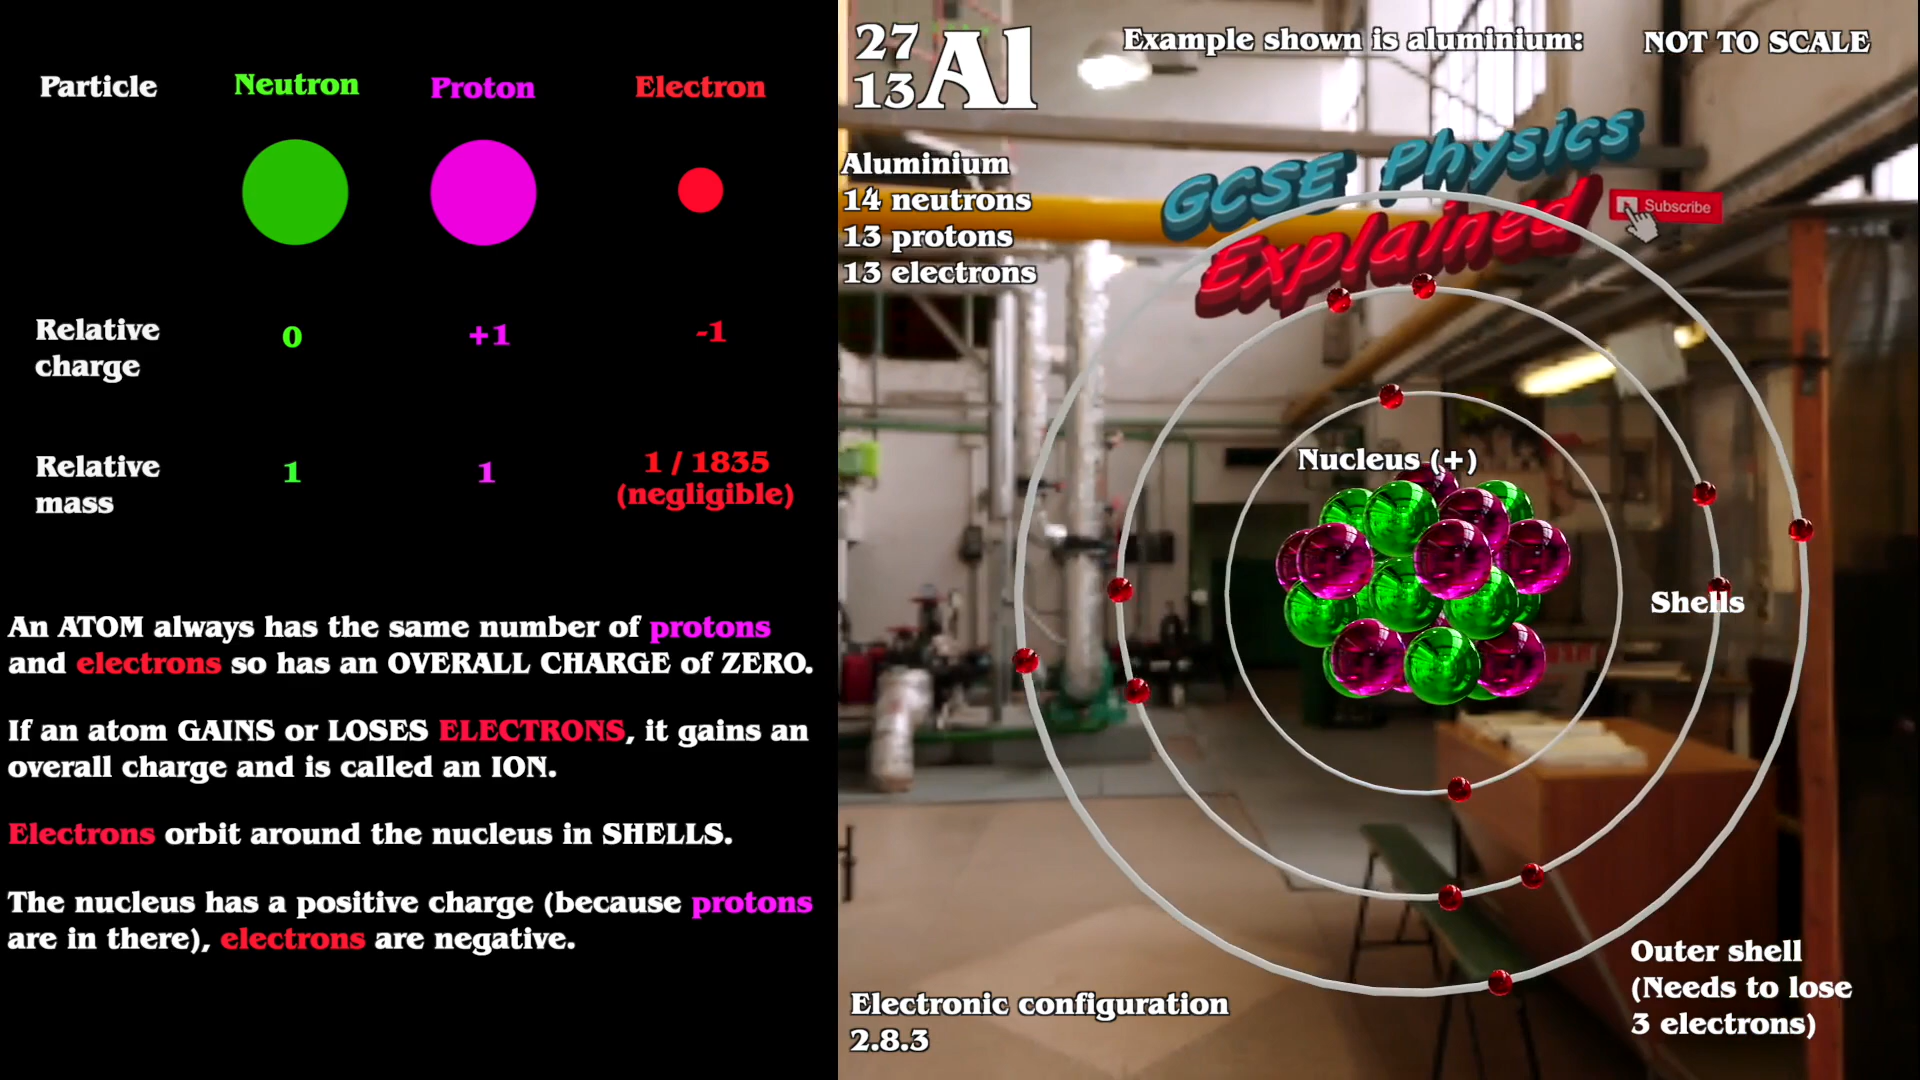 Particle Neutron Proton Electron
Relative
charge
0 +1 -1
Relative
mass
1 1 1 / 1835
(negligible)
An ATOM always has the same number of protons
and electrons so has an OVERALL CHARGE of ZERO.
If an atom GAINS or LOSES ELECTRONS, it gains an
overall charge and is called an ION.
Electrons orbit around the nucleus in SHELLS.
The nucleus has a positive charge (because protons
are in there), electrons are negative.
27
13 Al
Example shown is aluminium: NOT TO SCALE
Aluminium
14 neutrons
13 protons
13 electrons
GCSE Physics
Explained
Subscribe
Nucleus (+)
Shells
Outer shell
(Needs to lose
3 electrons)
Electronic configuration
2.8.3